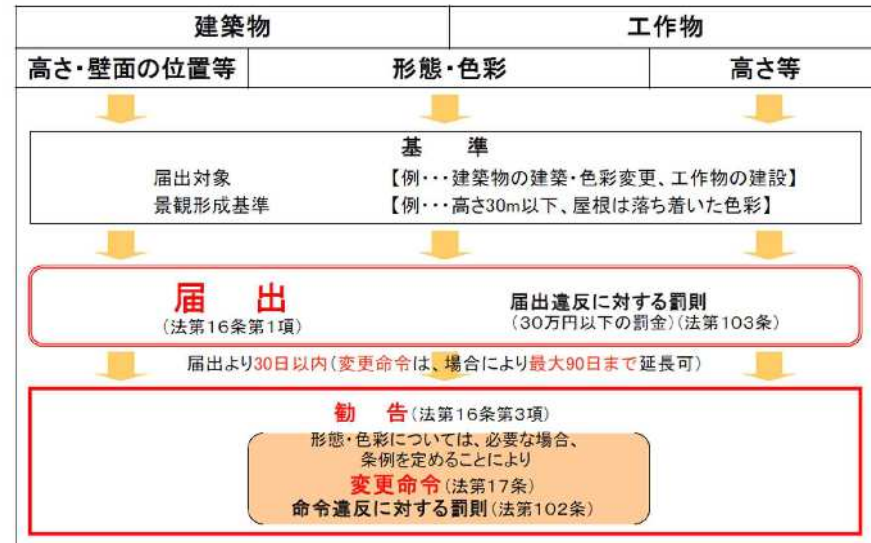 建築物
工作物
高さ・壁面の位置等
形態・色彩
高さ等
基 準
届出対象 【例・・・建築物の建築・色彩変更、工作物の建設】
景観形成基準 【例・・・高さ30m以下、屋根は落ち着いた色彩】
届 出
(法第16条第1項)
届出違反に対する罰則
(30万円以下の罰金)(法第103条)
届出より30日以内(変更命令は、場合により最大90日まで延長可)
勧 告(法第16条第3項)
形態・色彩については、必要な場合、
条例を定めることにより
変更命令(法第17条)
命令違反に対する罰則(法第102条)